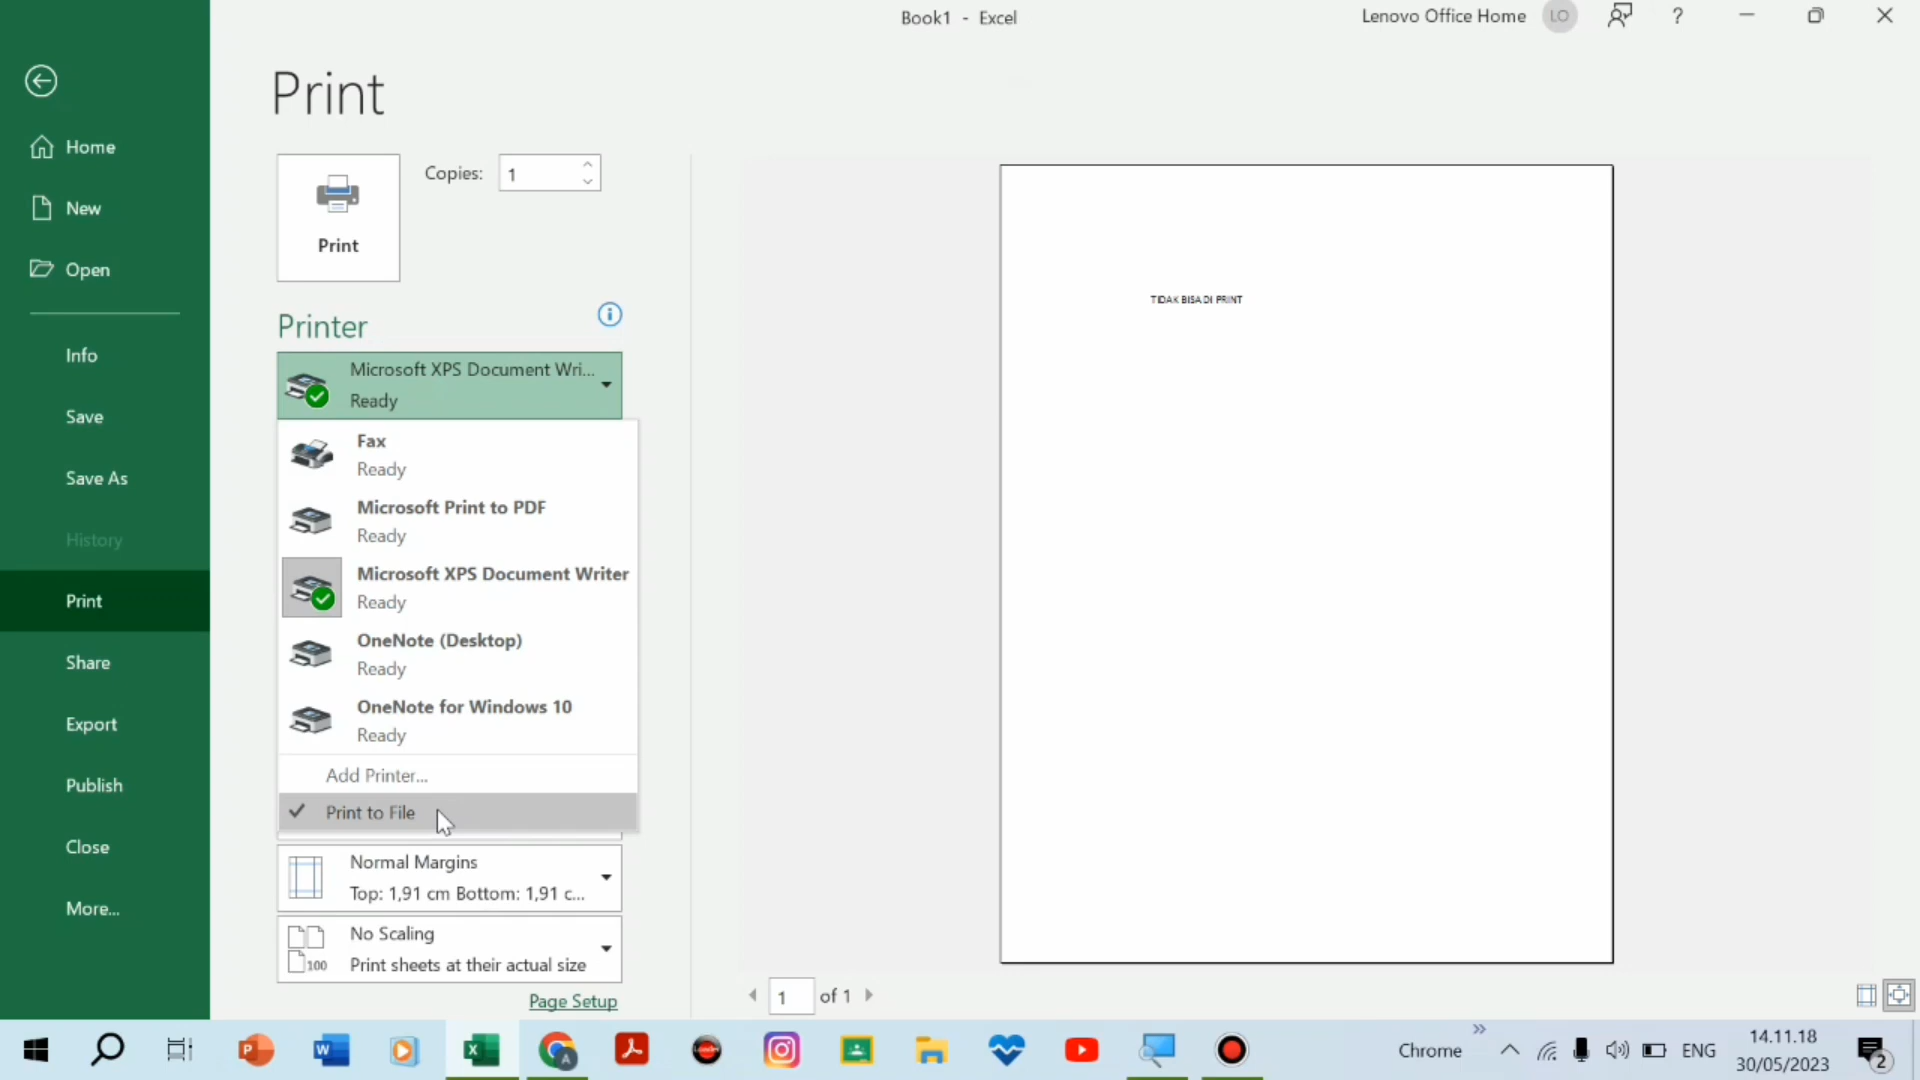 Book1 - Excel
Lenovo Office Home
LO
?
Home
New
Open
Info
Save
Save As
History
Print
Share
Export
Publish
Close
More...
Print
Print
Copies:
1
Printer
Microsoft XPS Document Wri...
Ready
Fax
Ready
Microsoft Print to PDF
Ready
Microsoft XPS Document Writer
Ready
OneNote (Desktop)
Ready
OneNote for Windows 10
Ready
Add Printer...
Print to File
Normal Margins
Top: 1,91 cm Bottom: 1,91 c...
100
No Scaling
Print sheets at their actual size
Page Setup
TIDAK BISA DI PRINT
1
of 1
P
W
X
A
Chrome
ENG
14.11.18
30/05/2023
2